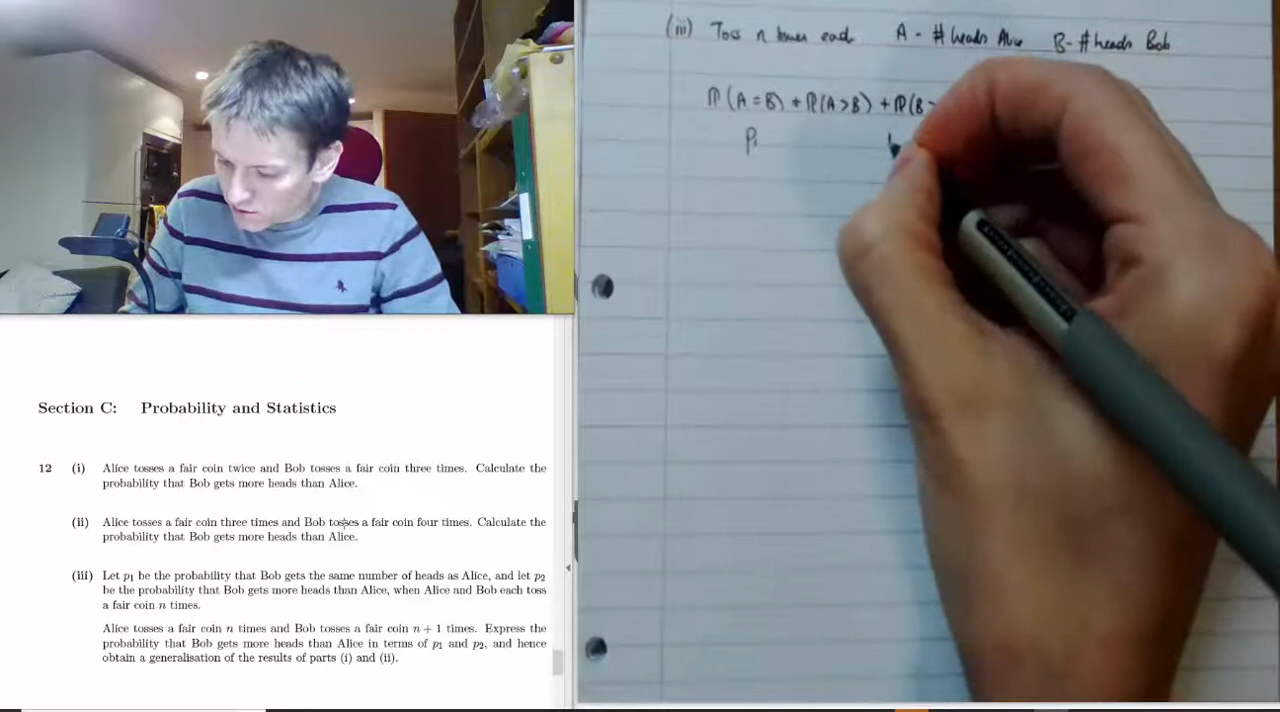 (iii) Toss n times each A - # heads Alice B - # heads Bob
P(A = B) + P(A > B) + P(B >
p₁
Section C: Probability and Statistics
12 (i) Alice tosses a fair coin twice and Bob tosses a fair coin three times. Calculate the
probability that Bob gets more heads than Alice.
(ii) Alice tosses a fair coin three times and Bob tosses a fair coin four times. Calculate the
probability that Bob gets more heads than Alice.
(iii) Let p₁ be the probability that Bob gets the same number of heads as Alice, and let p₂
be the probability that Bob gets more heads than Alice, when Alice and Bob each toss
a fair coin n times.
Alice tosses a fair coin n times and Bob tosses a fair coin n + 1 times. Express the
probability that Bob gets more heads than Alice in terms of p₁ and p₂, and hence
obtain a generalisation of the results of parts (i) and (ii).